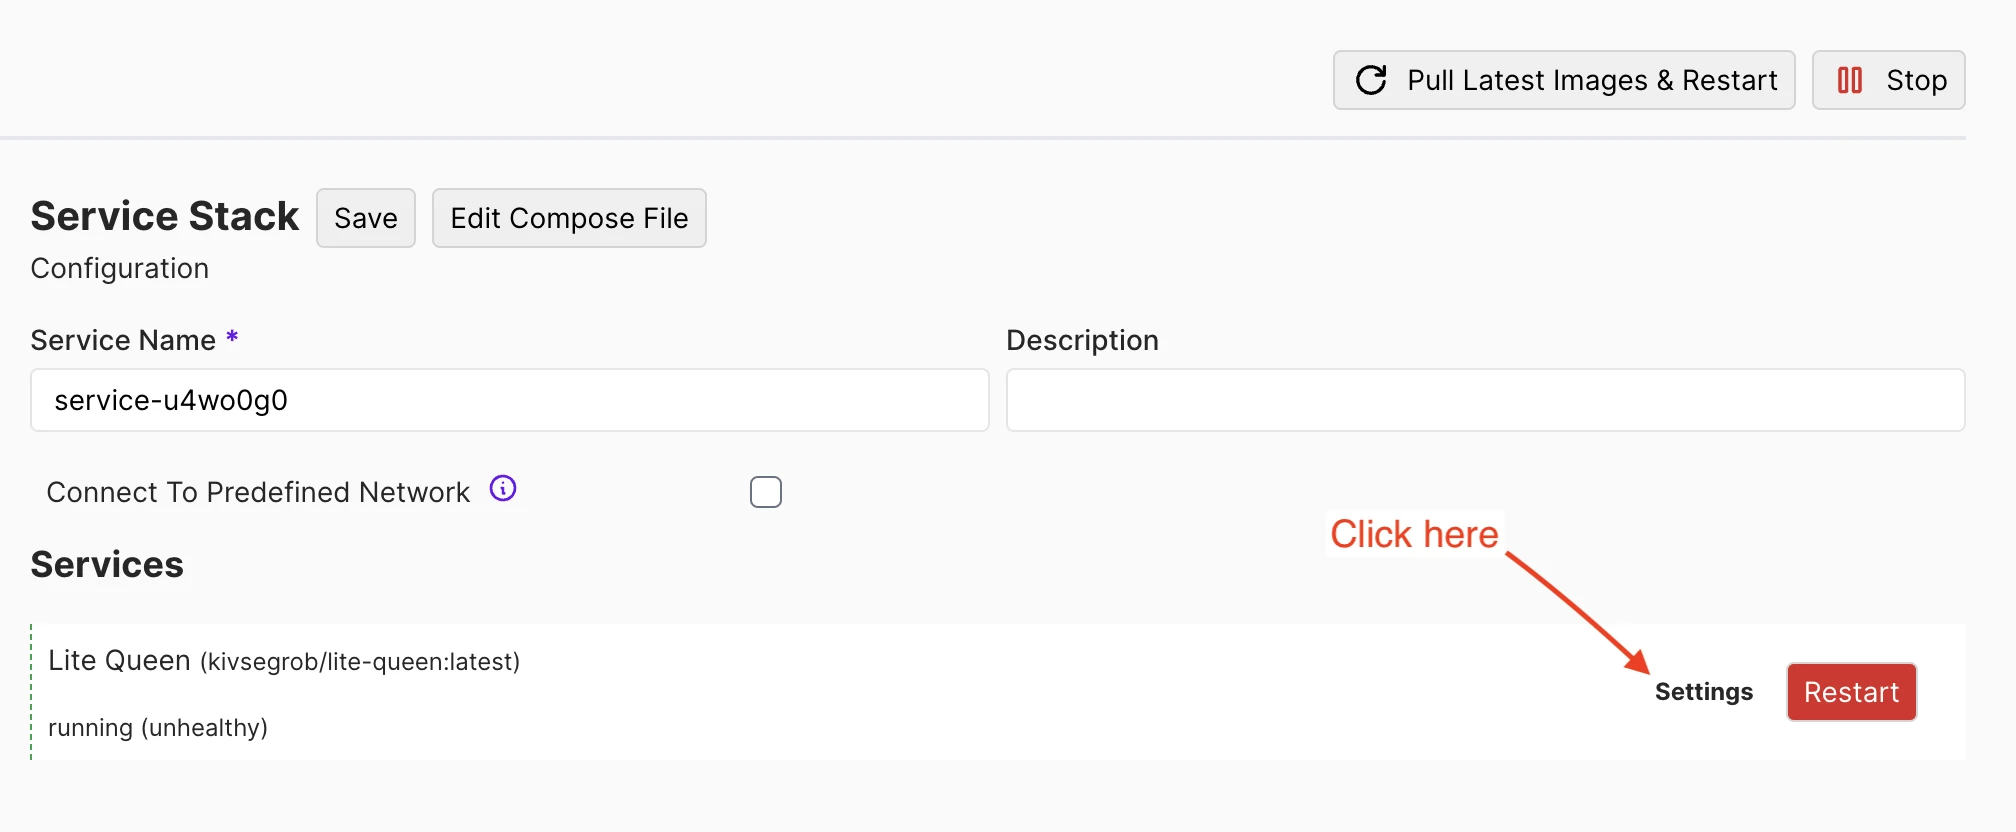 Pull Latest Images & Restart
Stop
Service Stack
Save
Edit Compose File
Configuration
Service Name *
Description
service-u4wo0g0
Connect To Predefined Network
Click here
Services
Lite Queen (kivsegrob/lite-queen:latest)
Settings
Restart
running (unhealthy)